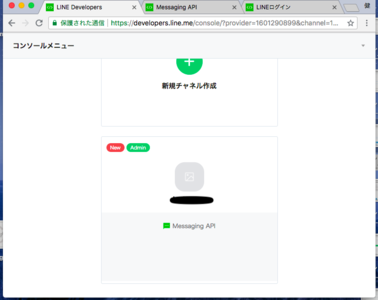 LINE Developers
Messaging API
LINEログイン
健
保護された通信
https://developers.line.me/console/?provider=1601290899&channel=1...
コンソールメニュー
新規チャネル作成
New
Admin
Messaging API